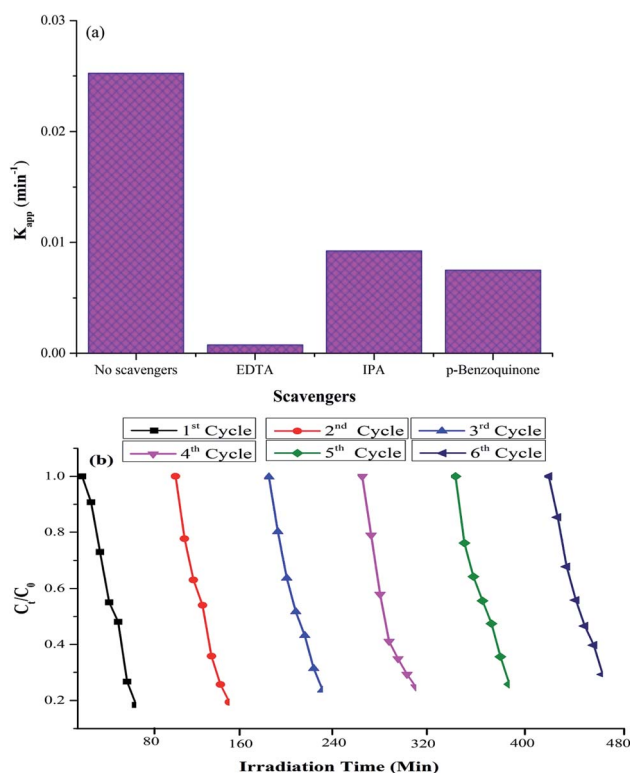 (a)
0.03
0.02
0.01
0.00
K_app (min⁻¹)
No scavengers EDTA IPA p-Benzoquinone
Scavengers
1st Cycle 2nd Cycle 3rd Cycle
4th Cycle 5th Cycle 6th Cycle
(b)
1.0
0.8
0.6
0.4
0.2
C_t/C_0
80 160 240 320 400 480
Irradiation Time (Min)